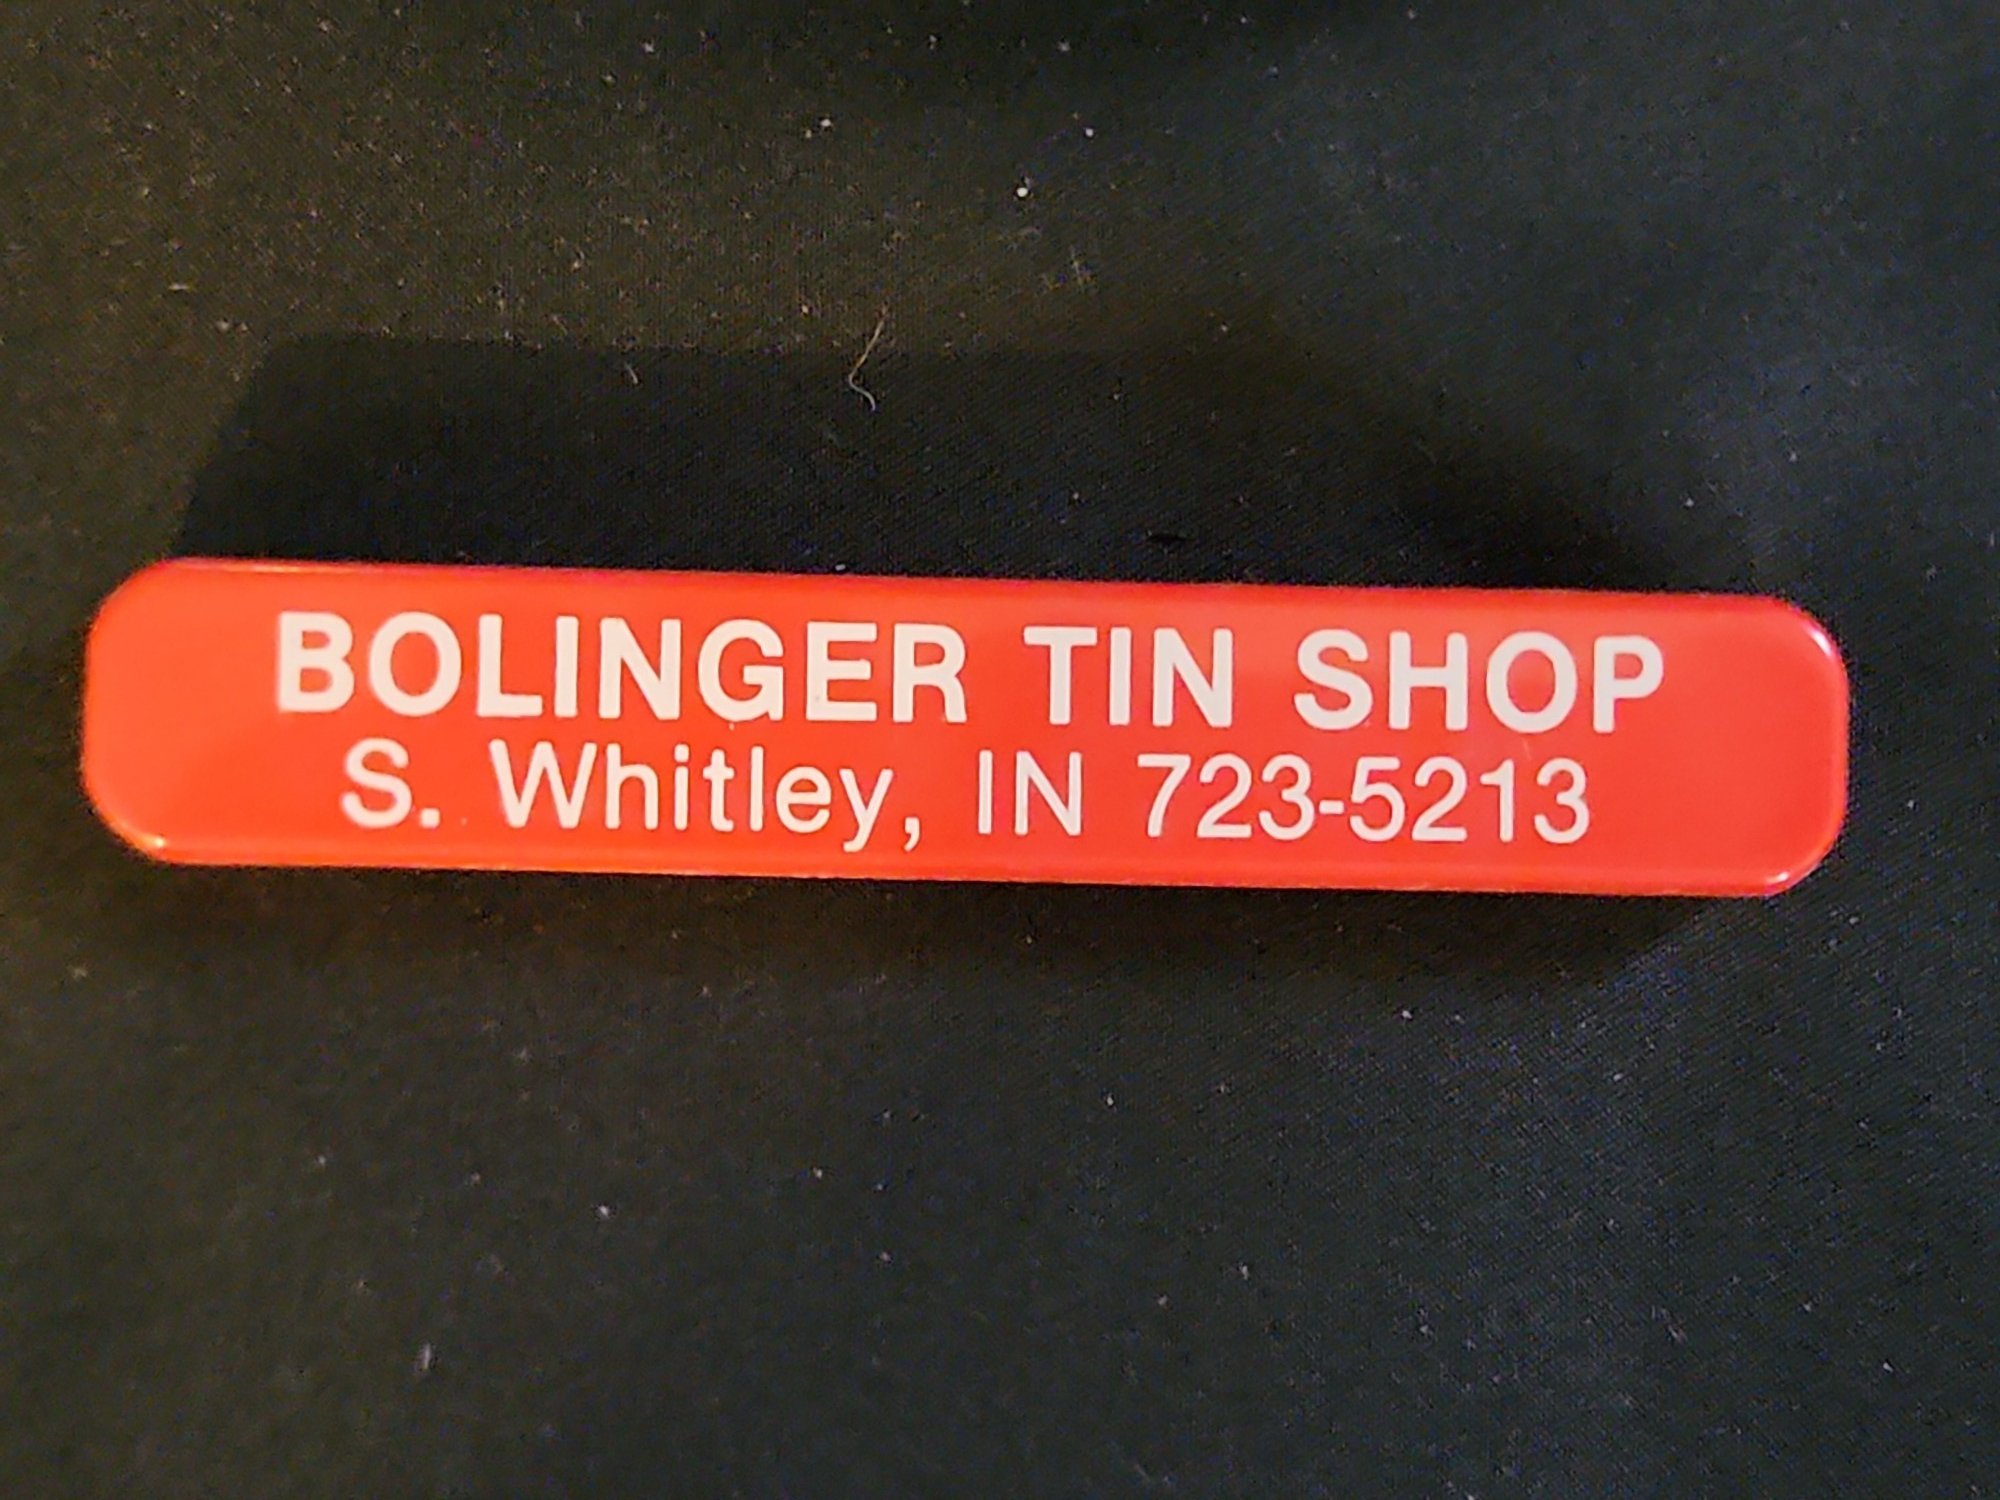 BOLINGER TIN SHOP
S. Whitley, IN 723-5213